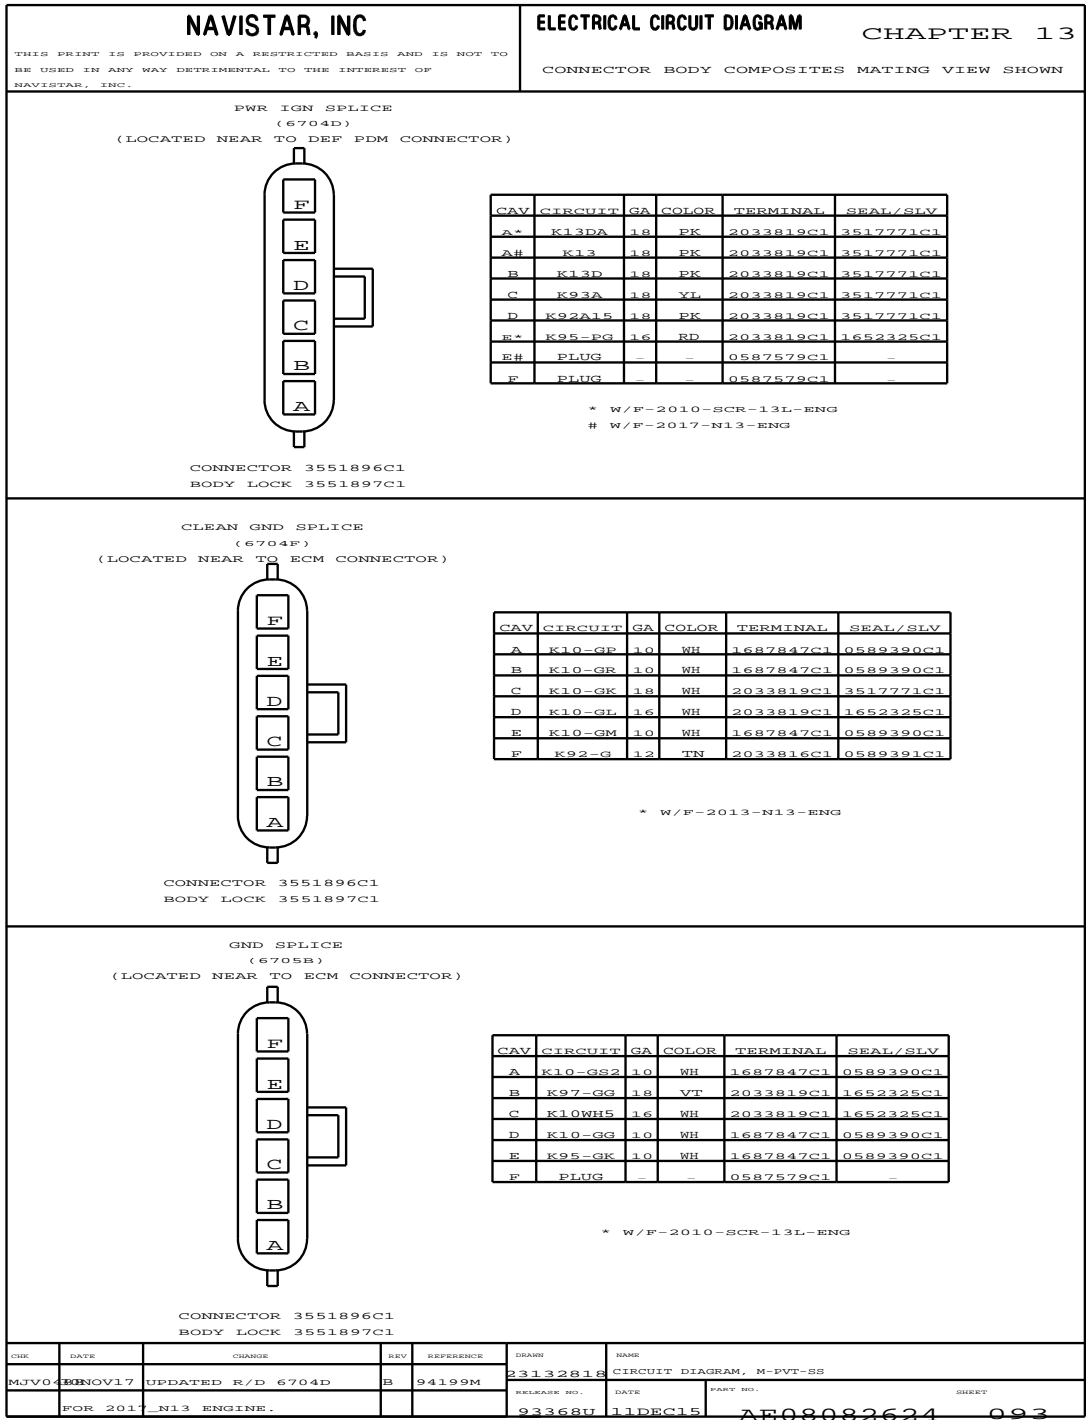 NAVISTAR, INC
THIS PRINT IS PROVIDED ON A RESTRICTED BASIS AND IS NOT TO
BE USED IN ANY WAY DETRIMENTAL TO THE INTEREST OF
NAVISTAR, INC.
ELECTRICAL CIRCUIT DIAGRAM
CHAPTER 13
CONNECTOR BODY COMPOSITES MATING VIEW SHOWN
PWR IGN SPLICE
(6704D)
(LOCATED NEAR TO DEF PDM CONNECTOR)
F
E
D
C
B
A
CONNECTOR 3551896C1
BODY LOCK 3551897C1
CAV CIRCUIT GA COLOR TERMINAL SEAL/SLV
A* K13DA 18 PK 2033819C1 3517771C1
A# K13 18 PK 2033819C1 3517771C1
B K13D 18 PK 2033819C1 3517771C1
C K93A 18 YL 2033819C1 3517771C1
D K92A15 18 PK 2033819C1 3517771C1
E* K95-PG 16 RD 2033819C1 1652325C1
E# PLUG - - 0587579C1 -
F PLUG - - 0587579C1 -
* W/F-2010-SCR-13L-ENG
# W/F-2017-N13-ENG
CLEAN GND SPLICE
(6704F)
(LOCATED NEAR TO ECM CONNECTOR)
F
E
D
C
B
A
CONNECTOR 3551896C1
BODY LOCK 3551897C1
CAV CIRCUIT GA COLOR TERMINAL SEAL/SLV
A K10-GP 10 WH 1687847C1 0589390C1
B K10-GR 10 WH 1687847C1 0589390C1
C K10-GK 18 WH 2033819C1 3517771C1
D K10-GL 16 WH 2033819C1 1652325C1
E K10-GM 10 WH 1687847C1 0589390C1
F K92-G 12 TN 2033816C1 0589391C1
* W/F-2013-N13-ENG
GND SPLICE
(6705B)
(LOCATED NEAR TO ECM CONNECTOR)
F
E
D
C
B
A
CONNECTOR 3551896C1
BODY LOCK 3551897C1
CAV CIRCUIT GA COLOR TERMINAL SEAL/SLV
A K10-GS2 10 WH 1687847C1 0589390C1
B K97-GG 18 VT 2033819C1 1652325C1
C K10WH5 16 WH 2033819C1 1652325C1
D K10-GG 10 WH 1687847C1 0589390C1
E K95-GK 10 WH 1687847C1 0589390C1
F PLUG - - 0587579C1 -
* W/F-2010-SCR-13L-ENG
CHK DATE CHANGE REV REFERENCE
UPDATED R/D 6704D B 94199M
FOR 2017_N13 ENGINE.
DRAWN
23132818
NAME
CIRCUIT DIAGRAM, M-PVT-SS
RELEASE NO.
93368U
DATE
11DEC15
PART NO.
AE08082624
SHEET
093